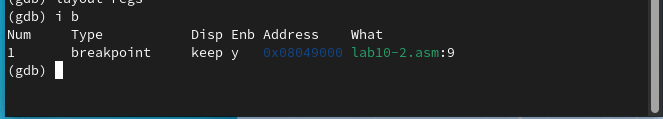 (gdb) layout regs
(gdb) i b
Num     Type           Disp Enb Address    What
1       breakpoint     keep y   0x08049000 lab10-2.asm:9
(gdb)